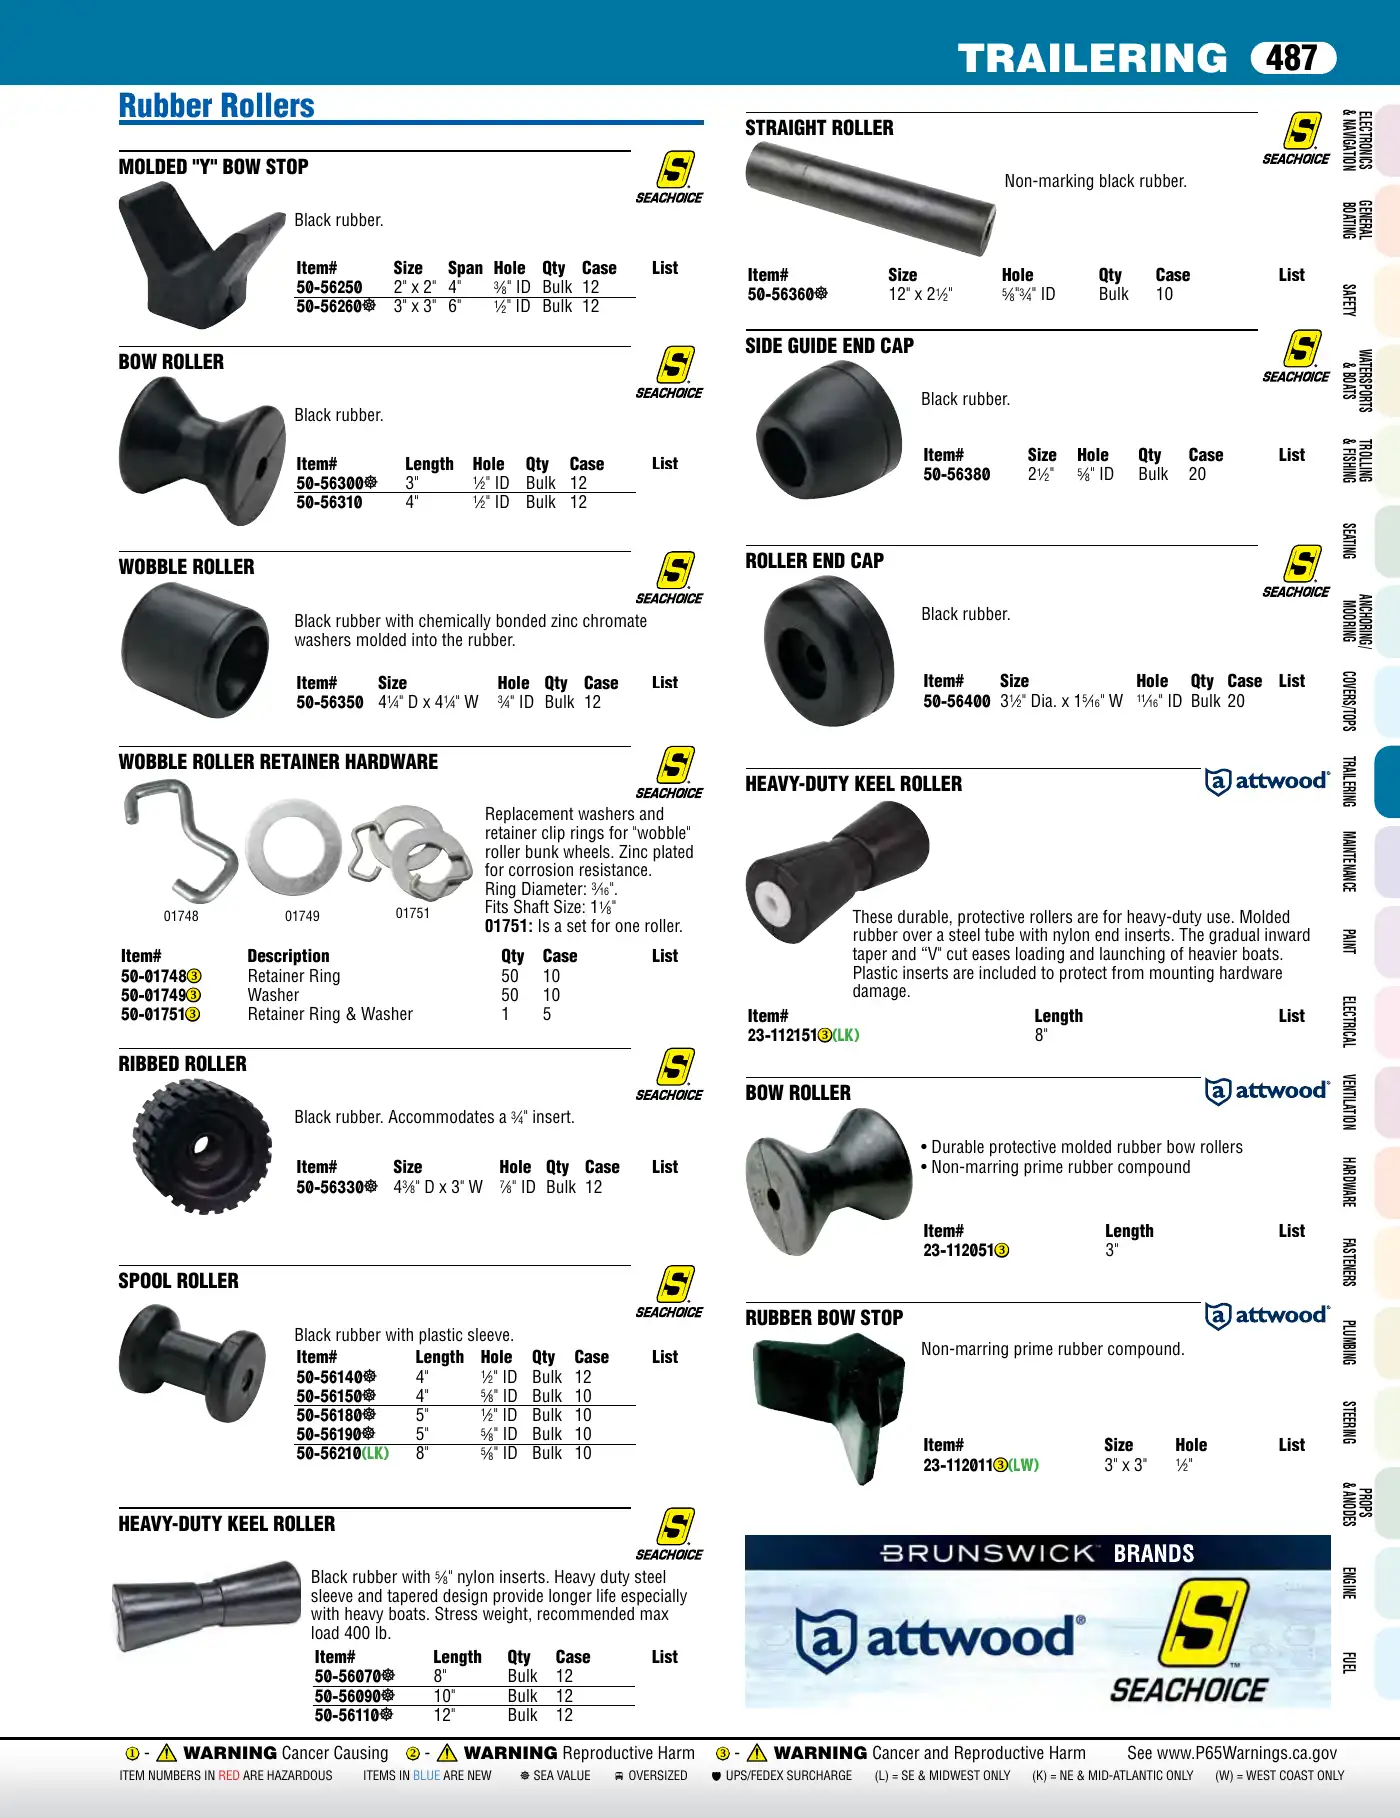 TRAILERING 487
Rubber Rollers
MOLDED "Y" BOW STOP
SEACHOICE
Black rubber.
Item# Size Span Hole Qty Case List
50-56250 2" x 2" 4" ⅜" ID Bulk 12
50-56260 3" x 3" 6" ½" ID Bulk 12
BOW ROLLER
SEACHOICE
Black rubber.
Item# Length Hole Qty Case List
50-56300 3" ½" ID Bulk 12
50-56310 4" ½" ID Bulk 12
WOBBLE ROLLER
SEACHOICE
Black rubber with chemically bonded zinc chromate
washers molded into the rubber.
Item# Size Hole Qty Case List
50-56350 4¼" D x 4¼" W ¾" ID Bulk 12
WOBBLE ROLLER RETAINER HARDWARE
SEACHOICE
Replacement washers and
retainer clip rings for "wobble"
roller bunk wheels. Zinc plated
for corrosion resistance.
Ring Diameter: 3⁄16".
Fits Shaft Size: 1⅛"
01751: Is a set for one roller.
01748 01749 01751
Item# Description Qty Case List
50-01748 3 Retainer Ring 50 10
50-01749 3 Washer 50 10
50-01751 3 Retainer Ring & Washer 1 5
RIBBED ROLLER
SEACHOICE
Black rubber. Accommodates a ¾" insert.
Item# Size Hole Qty Case List
50-56330 4⅜" D x 3" W ⅞" ID Bulk 12
SPOOL ROLLER
SEACHOICE
Black rubber with plastic sleeve.
Item# Length Hole Qty Case List
50-56140 4" ½" ID Bulk 12
50-56150 4" ⅝" ID Bulk 10
50-56180 5" ½" ID Bulk 10
50-56190 5" ⅝" ID Bulk 10
50-56210(LK) 8" ⅝" ID Bulk 10
HEAVY-DUTY KEEL ROLLER
SEACHOICE
Black rubber with ⅝" nylon inserts. Heavy duty steel
sleeve and tapered design provide longer life especially
with heavy boats. Stress weight, recommended max
load 400 lb.
Item# Length Qty Case List
50-56070 8" Bulk 12
50-56090 10" Bulk 12
50-56110 12" Bulk 12
STRAIGHT ROLLER
SEACHOICE
Non-marking black rubber.
Item# Size Hole Qty Case List
50-56360 12" x 2½" ⅝"¾" ID Bulk 10
SIDE GUIDE END CAP
SEACHOICE
Black rubber.
Item# Size Hole Qty Case List
50-56380 2½" ⅝" ID Bulk 20
ROLLER END CAP
SEACHOICE
Black rubber.
Item# Size Hole Qty Case List
50-56400 3½" Dia. x 15⁄16" W 11⁄16" ID Bulk 20
HEAVY-DUTY KEEL ROLLER
attwood
These durable, protective rollers are for heavy-duty use. Molded
rubber over a steel tube with nylon end inserts. The gradual inward
taper and “V" cut eases loading and launching of heavier boats.
Plastic inserts are included to protect from mounting hardware
damage.
Item# Length List
23-112151 3 (LK) 8"
BOW ROLLER
attwood
• Durable protective molded rubber bow rollers
• Non-marring prime rubber compound
Item# Length List
23-112051 3 3"
RUBBER BOW STOP
attwood
Non-marring prime rubber compound.
Item# Size Hole List
23-112011 3 (LW) 3" x 3" ½"
BRUNSWICK™ BRANDS
attwood®
SEACHOICE™
ELECTRONICS
& NAVIGATION
GENERAL
BOATING
SAFETY
WATERSPORTS
& BOATS
TROLLING
& FISHING
SEATING
ANCHORING/
MOORING
COVERS/TOPS
TRAILERING
MAINTENANCE
PAINT
ELECTRICAL
VENTILATION
HARDWARE
FASTENERS
PLUMBING
STEERING
PROPS
& ANODES
ENGINE
FUEL
1 - ⚠ WARNING Cancer Causing 2 - ⚠ WARNING Reproductive Harm 3 - ⚠ WARNING Cancer and Reproductive Harm See www.P65Warnings.ca.gov
ITEM NUMBERS IN RED ARE HAZARDOUS ITEMS IN BLUE ARE NEW SEA VALUE OVERSIZED UPS/FEDEX SURCHARGE (L) = SE & MIDWEST ONLY (K) = NE & MID-ATLANTIC ONLY (W) = WEST COAST ONLY